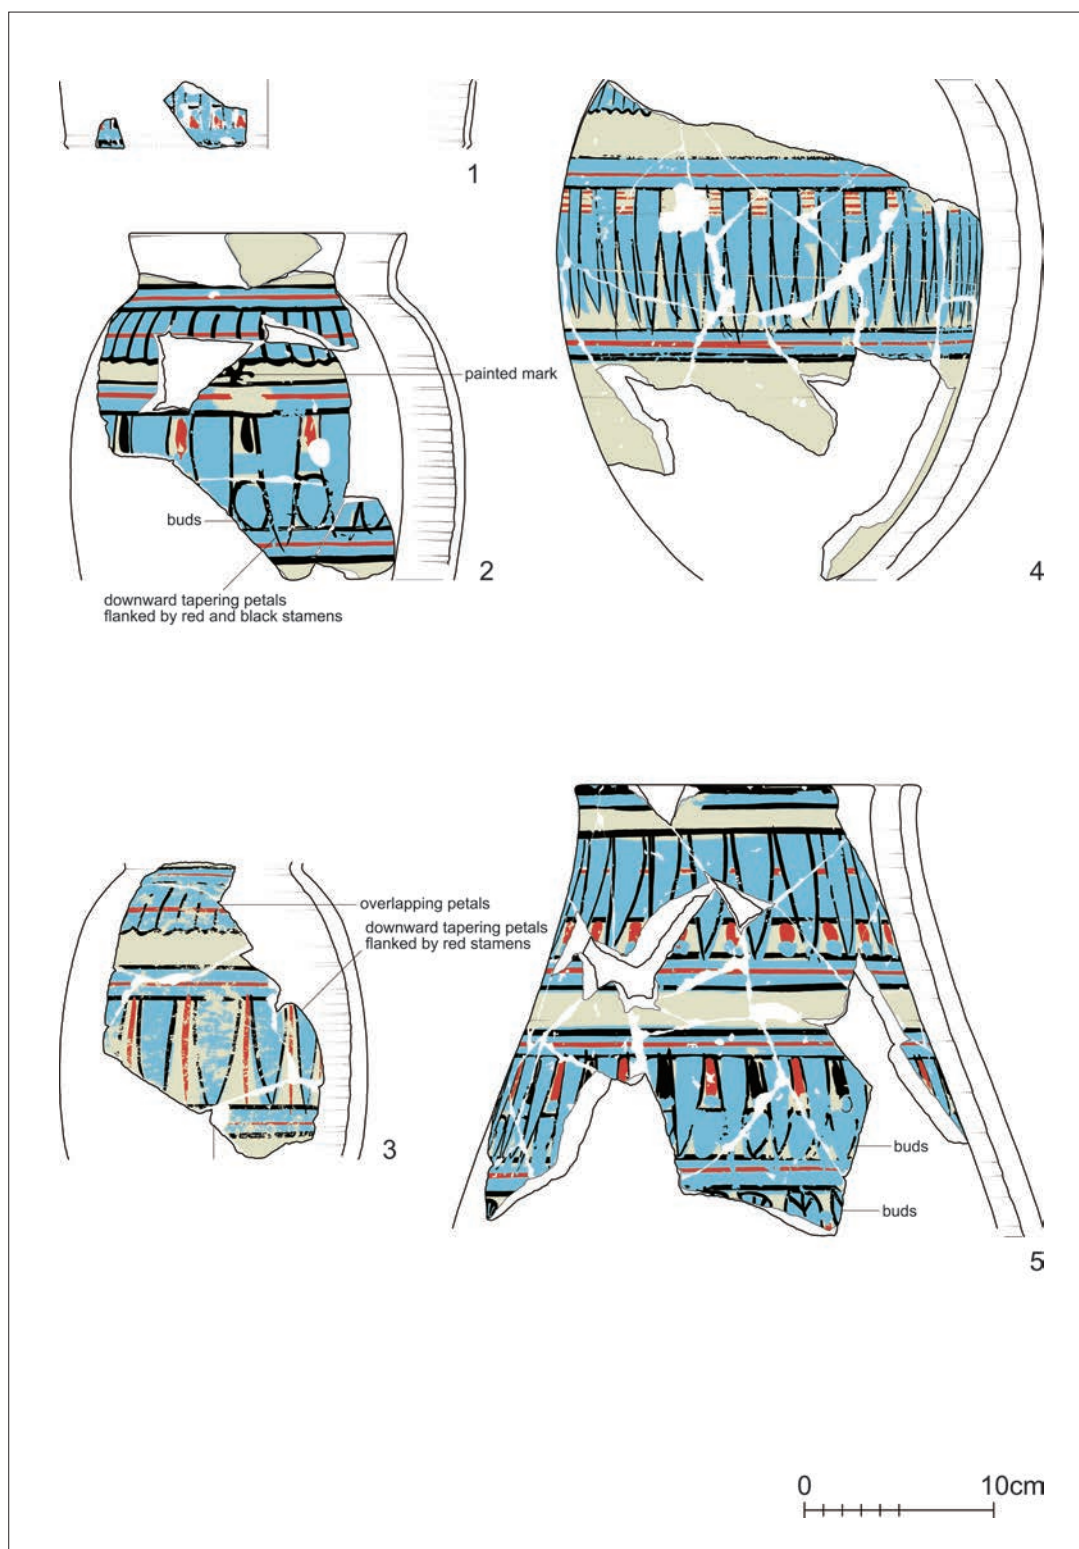 1
painted mark
buds
2
downward tapering petals
flanked by red and black stamens
4
overlapping petals
downward tapering petals
flanked by red stamens
3
buds
buds
5
0 10cm